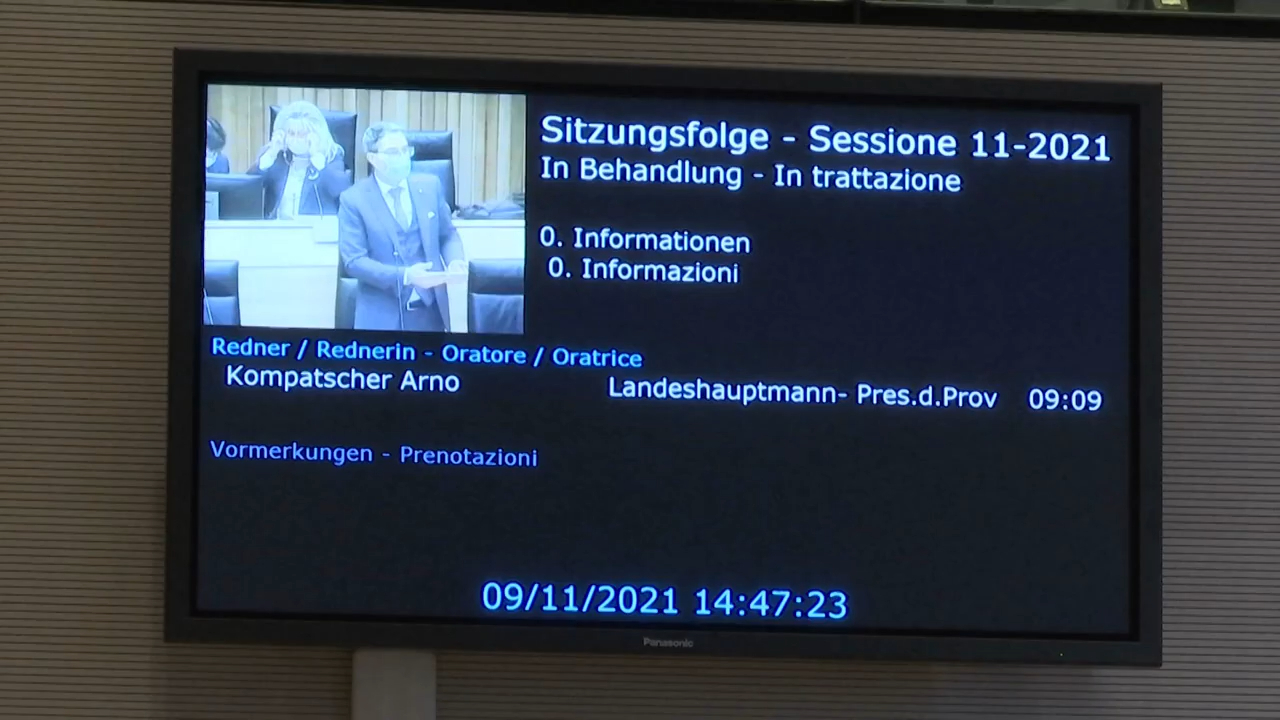 Sitzungsfolge - Sessione 11-2021
In Behandlung - In trattazione
0. Informationen
0. Informazioni
Redner / Rednerin - Oratore / Oratrice
Kompatscher Arno Landeshauptmann- Pres.d.Prov 09:09
Vormerkungen - Prenotazioni
09/11/2021 14:47:23
Panasonic